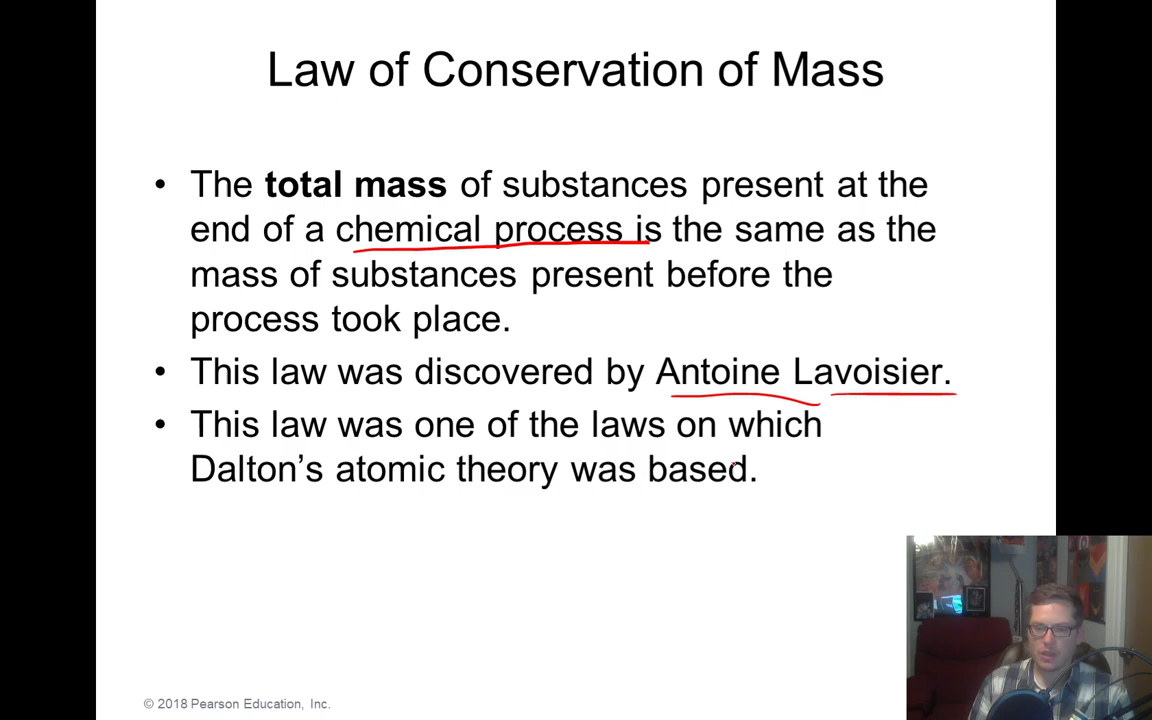 Law of Conservation of Mass
• The total mass of substances present at the
end of a chemical process is the same as the
mass of substances present before the
process took place.
• This law was discovered by Antoine Lavoisier.
• This law was one of the laws on which
Dalton’s atomic theory was based.
© 2018 Pearson Education, Inc.